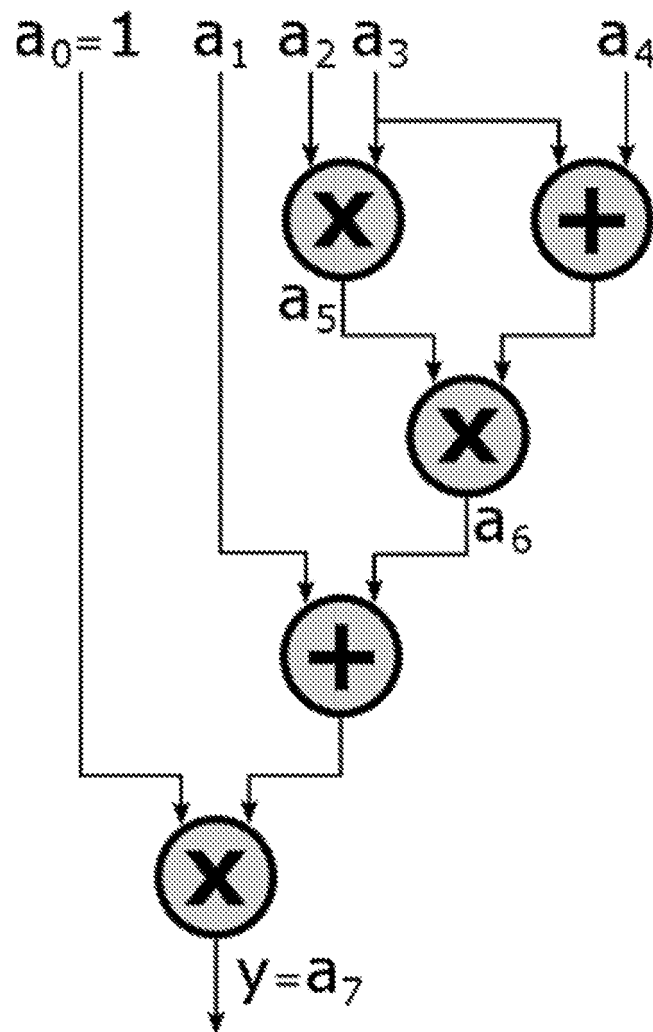 a₀=1 a₁ a₂ a₃ a₄
x +
a₅
x
a₆
+
x
y=a₇